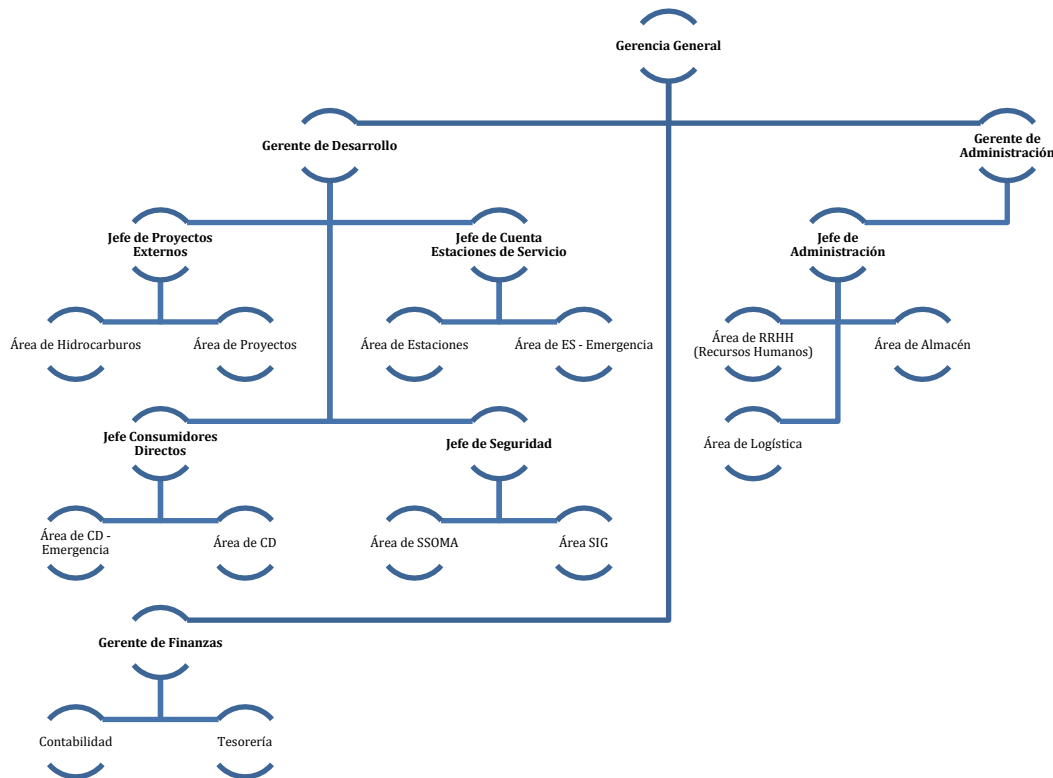 Gerencia General
Gerente de Desarrollo
Gerente de
Administración
Jefe de Proyectos
Externos
Jefe de Cuenta
Estaciones de Servicio
Jefe de
Administración
Área de Hidrocarburos
Área de Proyectos
Área de Estaciones
Área de ES - Emergencia
Área de RRHH
(Recursos Humanos)
Área de Almacén
Jefe Consumidores
Directos
Jefe de Seguridad
Área de Logística
Área de CD -
Emergencia
Área de CD
Área de SSOMA
Área SIG
Gerente de Finanzas
Contabilidad
Tesorería